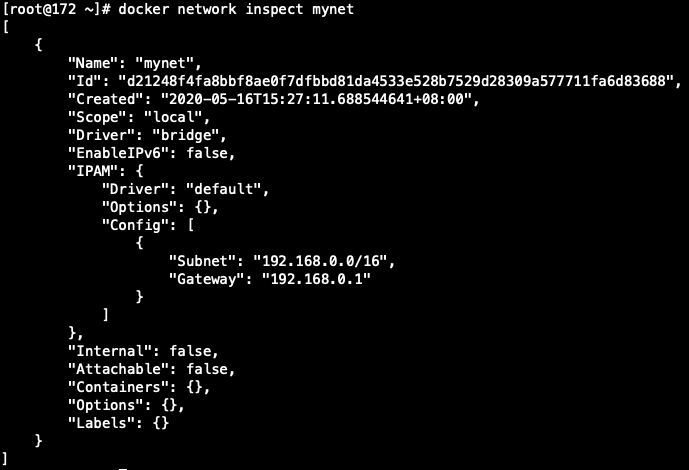 [root@172 ~]# docker network inspect mynet
[
    {
        "Name": "mynet",
        "Id": "d21248f4fa8bbf8ae0f7dfbbd81da4533e528b7529d28309a577711fa6d83688",
        "Created": "2020-05-16T15:27:11.688544641+08:00",
        "Scope": "local",
        "Driver": "bridge",
        "EnableIPv6": false,
        "IPAM": {
            "Driver": "default",
            "Options": {},
            "Config": [
                {
                    "Subnet": "192.168.0.0/16",
                    "Gateway": "192.168.0.1"
                }
            ]
        },
        "Internal": false,
        "Attachable": false,
        "Containers": {},
        "Options": {},
        "Labels": {}
    }
]